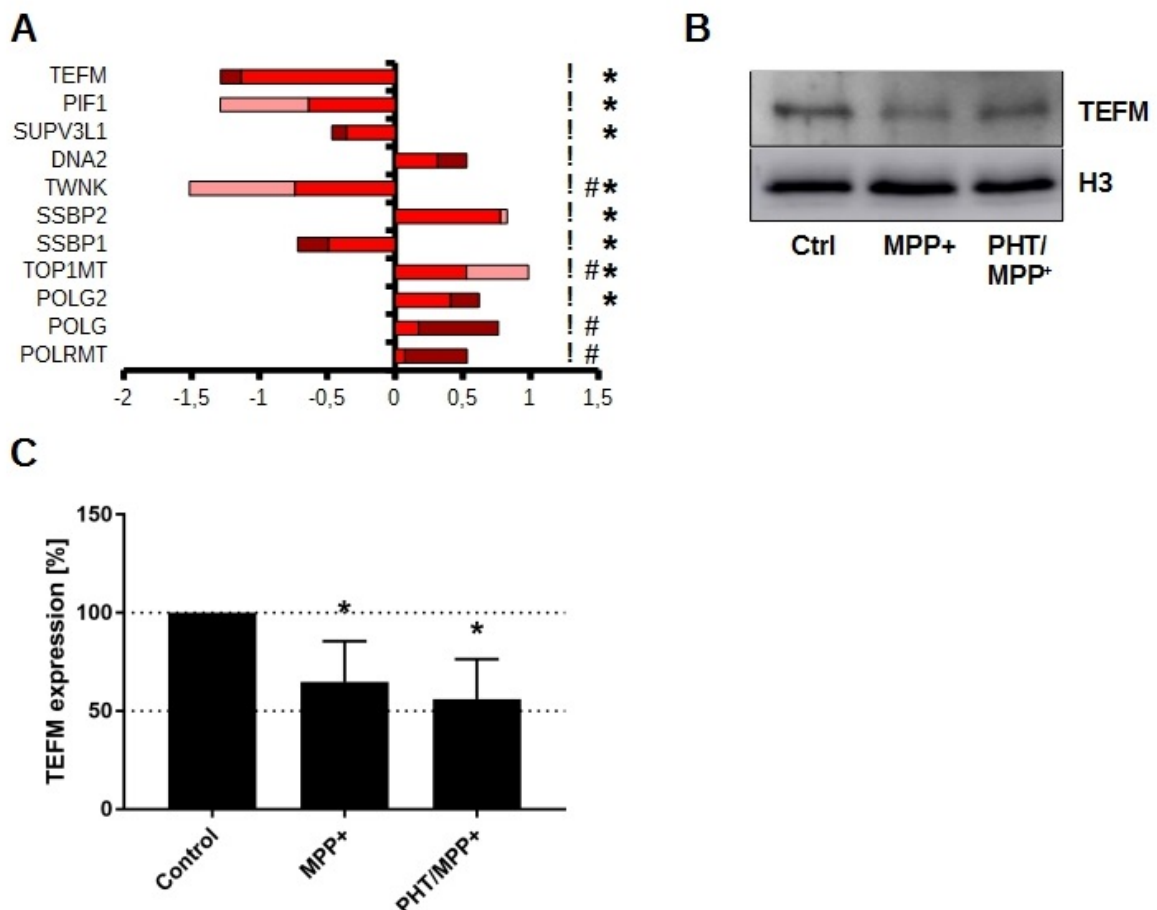 A
TEFM ! *
PIF1 ! *
SUPV3L1 ! *
DNA2 !
TWNK ! # *
SSBP2 ! *
SSBP1 ! *
TOP1MT ! # *
POLG2 ! *
POLG ! #
POLRMT ! #
-2 -1,5 -1 -0,5 0 0,5 1 1,5
B
TEFM
H3
Ctrl MPP+ PHT/
MPP⁺
C
TEFM expression [%]
150
100
50
0
* *
Control MPP+ PHT/MPP+